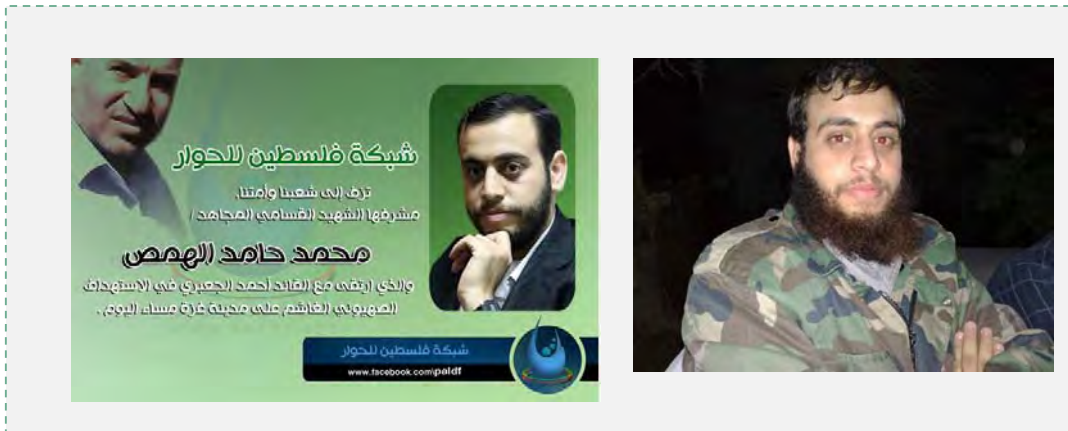 شبكة فلسطين للحوار
تزف إلى شعبنا وأمتنا,
مشرفها الشهيد القسامي المجاهد /
محمد حامد الهمص
والذي ارتقى مع القائد أحمد الجعبري في الاستهداف
الصهيوني الغاشم على مدينة غزة مساء اليوم .
شبكة فلسطين للحوار
www.facebook.com\paldf